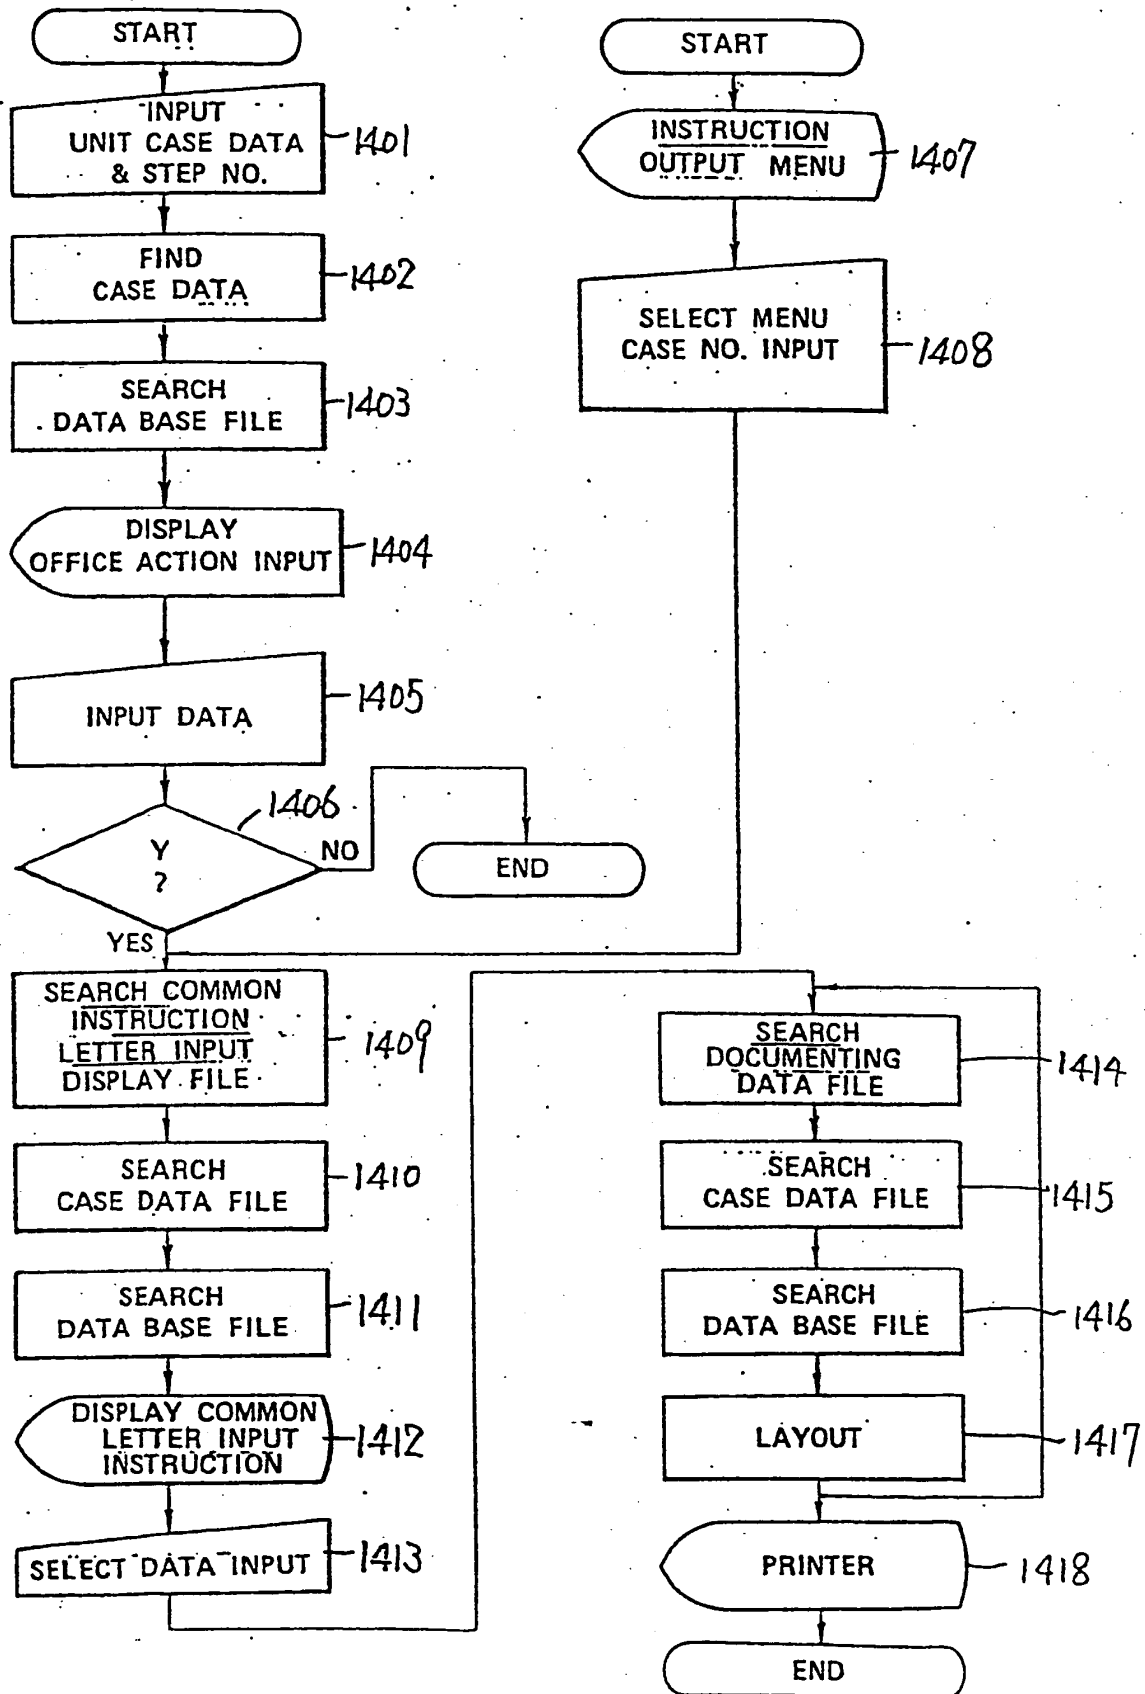 START
INPUT
UNIT CASE DATA
& STEP NO.
1401
FIND
CASE DATA
1402
SEARCH
DATA BASE FILE
1403
DISPLAY
OFFICE ACTION INPUT
1404
INPUT DATA
1405
Y
?
1406
NO
END
YES
START
INSTRUCTION
OUTPUT MENU
1407
SELECT MENU
CASE NO. INPUT
1408
SEARCH COMMON
INSTRUCTION
LETTER INPUT
DISPLAY FILE
1409
SEARCH
CASE DATA FILE
1410
SEARCH
DATA BASE FILE
1411
DISPLAY COMMON
LETTER INPUT
INSTRUCTION
1412
SELECT DATA INPUT
1413
SEARCH
DOCUMENTING
DATA FILE
1414
SEARCH
CASE DATA FILE
1415
SEARCH
DATA BASE FILE
1416
LAYOUT
1417
PRINTER
1418
END